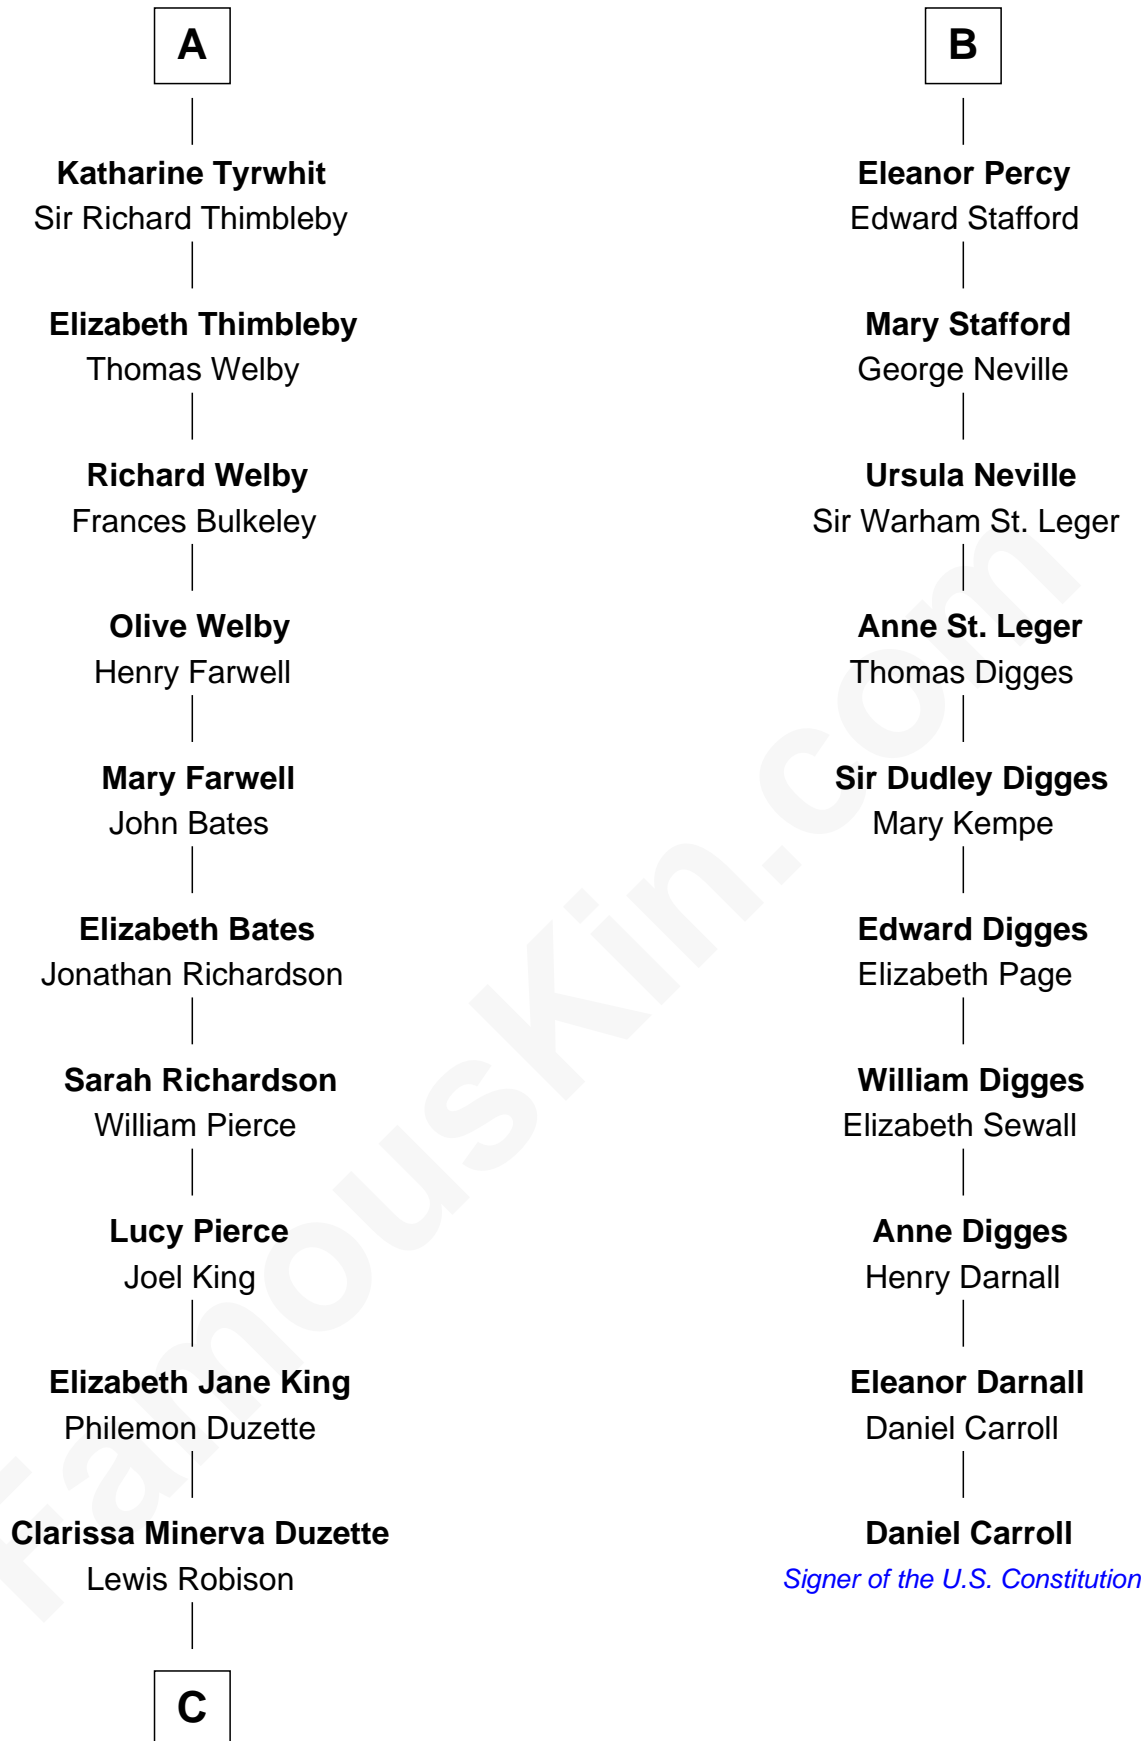 A
Katharine Tyrwhit
Sir Richard Thimbleby
Elizabeth Thimbleby
Thomas Welby
Richard Welby
Frances Bulkeley
Olive Welby
Henry Farwell
Mary Farwell
John Bates
Elizabeth Bates
Jonathan Richardson
Sarah Richardson
William Pierce
Lucy Pierce
Joel King
Elizabeth Jane King
Philemon Duzette
Clarissa Minerva Duzette
Lewis Robison
C
B
Eleanor Percy
Edward Stafford
Mary Stafford
George Neville
Ursula Neville
Sir Warham St. Leger
Anne St. Leger
Thomas Digges
Sir Dudley Digges
Mary Kempe
Edward Digges
Elizabeth Page
William Digges
Elizabeth Sewall
Anne Digges
Henry Darnall
Eleanor Darnall
Daniel Carroll
Daniel Carroll
Signer of the U.S. Constitution
FamousKin.com